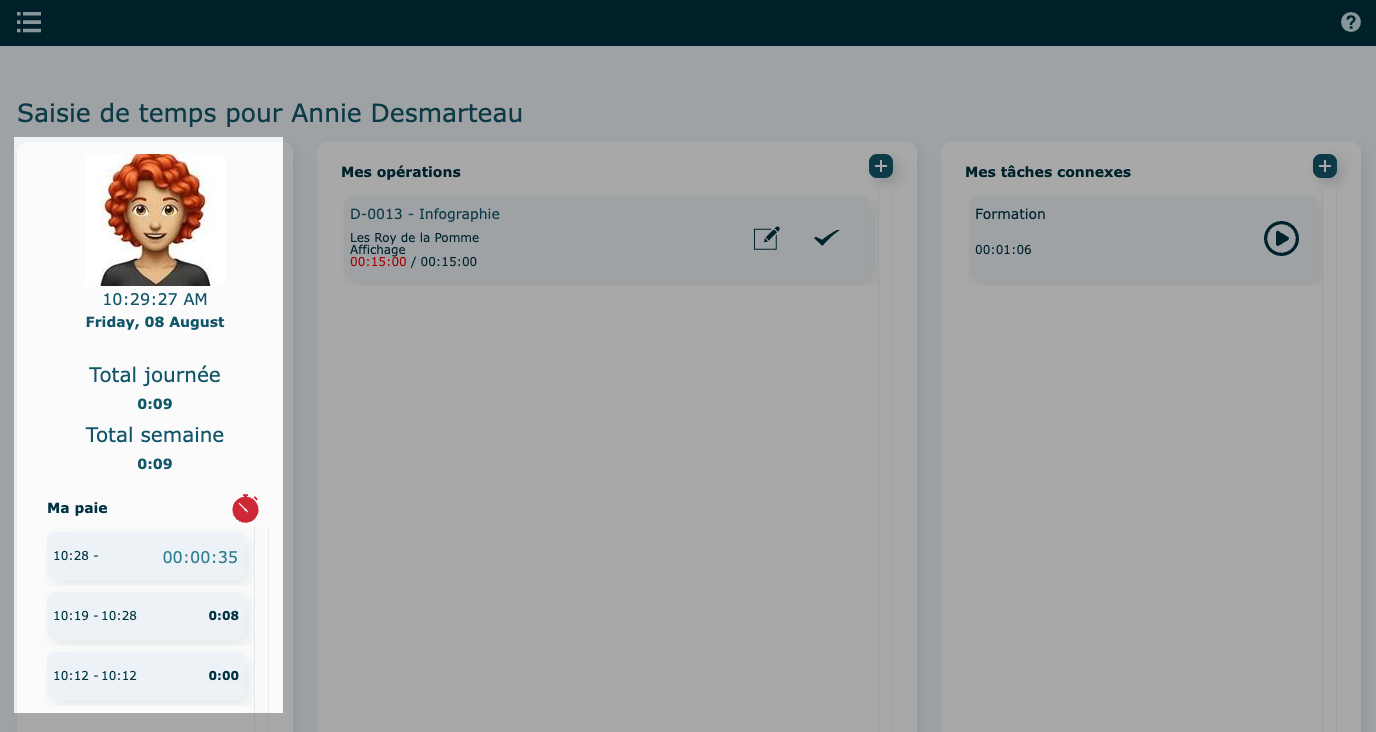 Saisie de temps pour Annie Desmarteau
10:29:27 AM
Friday, 08 August
Total journée
0:09
Total semaine
0:09
Ma paie
10:28 - 00:00:35
10:19 - 10:28 0:08
10:12 - 10:12 0:00
Mes opérations
D-0013 - Infographie
Les Roy de la Pomme
Affichage
00:15:00 / 00:15:00
Mes tâches connexes
Formation
00:01:06